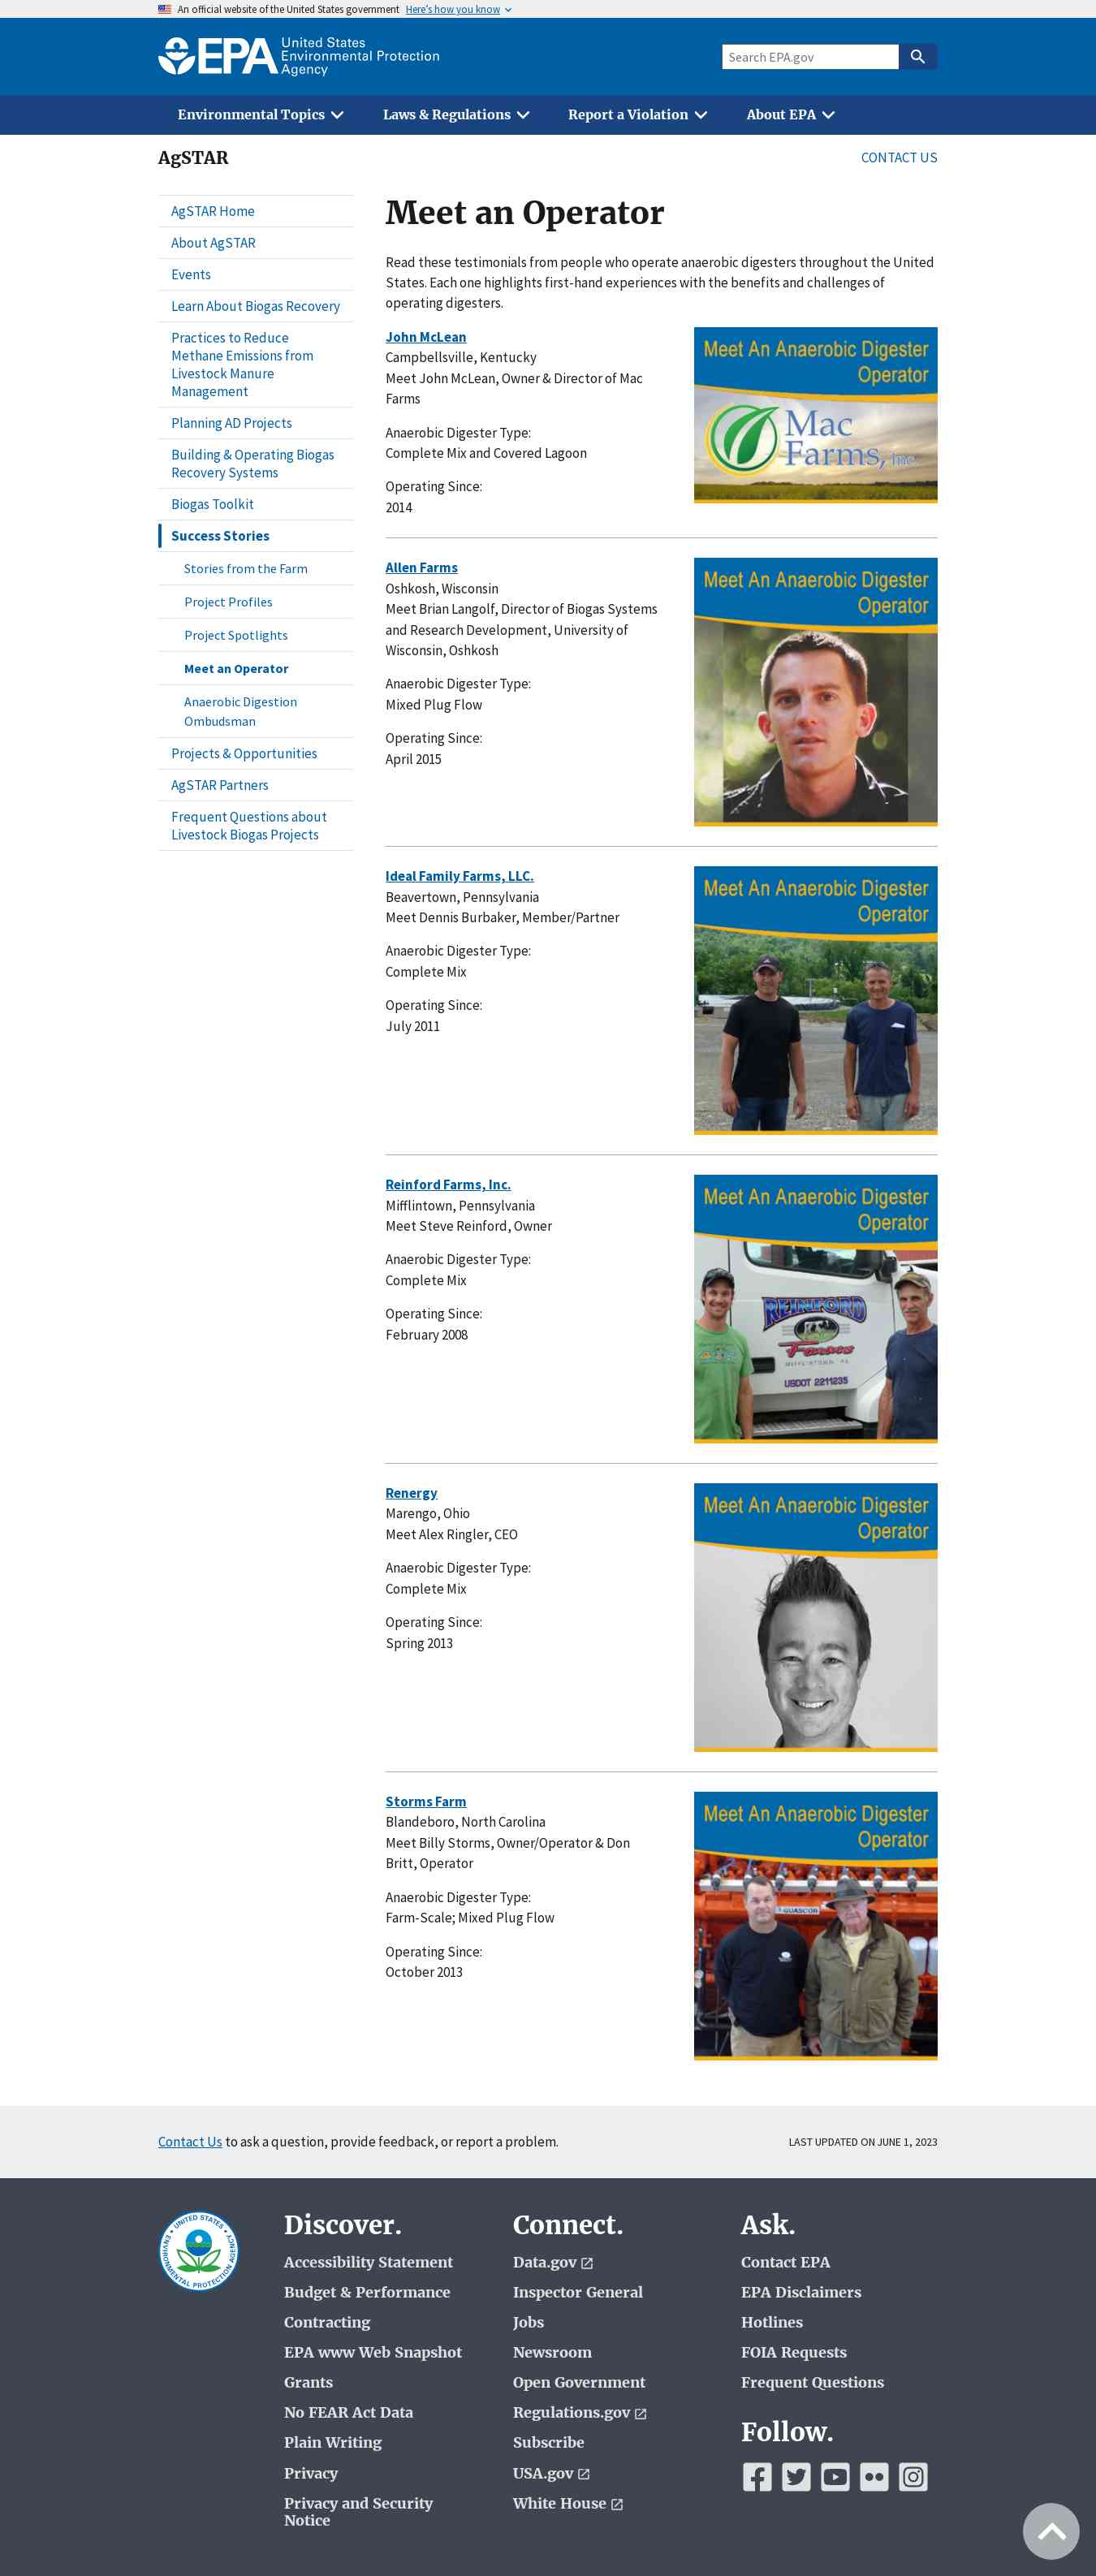 An official website of the United States government Here’s how you know
EPA United States
Environmental Protection
Agency
Search EPA.gov
Environmental Topics
Laws & Regulations
Report a Violation
About EPA
AgSTAR
CONTACT US
AgSTAR Home
About AgSTAR
Events
Learn About Biogas Recovery
Practices to Reduce
Methane Emissions from
Livestock Manure
Management
Planning AD Projects
Building & Operating Biogas
Recovery Systems
Biogas Toolkit
Success Stories
Stories from the Farm
Project Profiles
Project Spotlights
Meet an Operator
Anaerobic Digestion
Ombudsman
Projects & Opportunities
AgSTAR Partners
Frequent Questions about
Livestock Biogas Projects
Meet an Operator
Read these testimonials from people who operate anaerobic digesters throughout the United
States. Each one highlights first-hand experiences with the benefits and challenges of
operating digesters.
John McLean
Campbellsville, Kentucky
Meet John McLean, Owner & Director of Mac
Farms
Anaerobic Digester Type:
Complete Mix and Covered Lagoon
Operating Since:
2014
Meet An Anaerobic Digester
Operator
Mac
Farms, Inc
Allen Farms
Oshkosh, Wisconsin
Meet Brian Langolf, Director of Biogas Systems
and Research Development, University of
Wisconsin, Oshkosh
Anaerobic Digester Type:
Mixed Plug Flow
Operating Since:
April 2015
Meet An Anaerobic Digester
Operator
Ideal Family Farms, LLC.
Beavertown, Pennsylvania
Meet Dennis Burbaker, Member/Partner
Anaerobic Digester Type:
Complete Mix
Operating Since:
July 2011
Meet An Anaerobic Digester
Operator
Reinford Farms, Inc.
Mifflintown, Pennsylvania
Meet Steve Reinford, Owner
Anaerobic Digester Type:
Complete Mix
Operating Since:
February 2008
Meet An Anaerobic Digester
Operator
REINFORD
Farms
MIFFLINTOWN, PA
USDOT 2211235
Renergy
Marengo, Ohio
Meet Alex Ringler, CEO
Anaerobic Digester Type:
Complete Mix
Operating Since:
Spring 2013
Meet An Anaerobic Digester
Operator
Storms Farm
Blandeboro, North Carolina
Meet Billy Storms, Owner/Operator & Don
Britt, Operator
Anaerobic Digester Type:
Farm-Scale; Mixed Plug Flow
Operating Since:
October 2013
Meet An Anaerobic Digester
Operator
GUASCOR
Contact Us to ask a question, provide feedback, or report a problem.
LAST UPDATED ON JUNE 1, 2023
UNITED STATES
ENVIRONMENTAL PROTECTION AGENCY
Discover.
Accessibility Statement
Budget & Performance
Contracting
EPA www Web Snapshot
Grants
No FEAR Act Data
Plain Writing
Privacy
Privacy and Security
Notice
Connect.
Data.gov
Inspector General
Jobs
Newsroom
Open Government
Regulations.gov
Subscribe
USA.gov
White House
Ask.
Contact EPA
EPA Disclaimers
Hotlines
FOIA Requests
Frequent Questions
Follow.